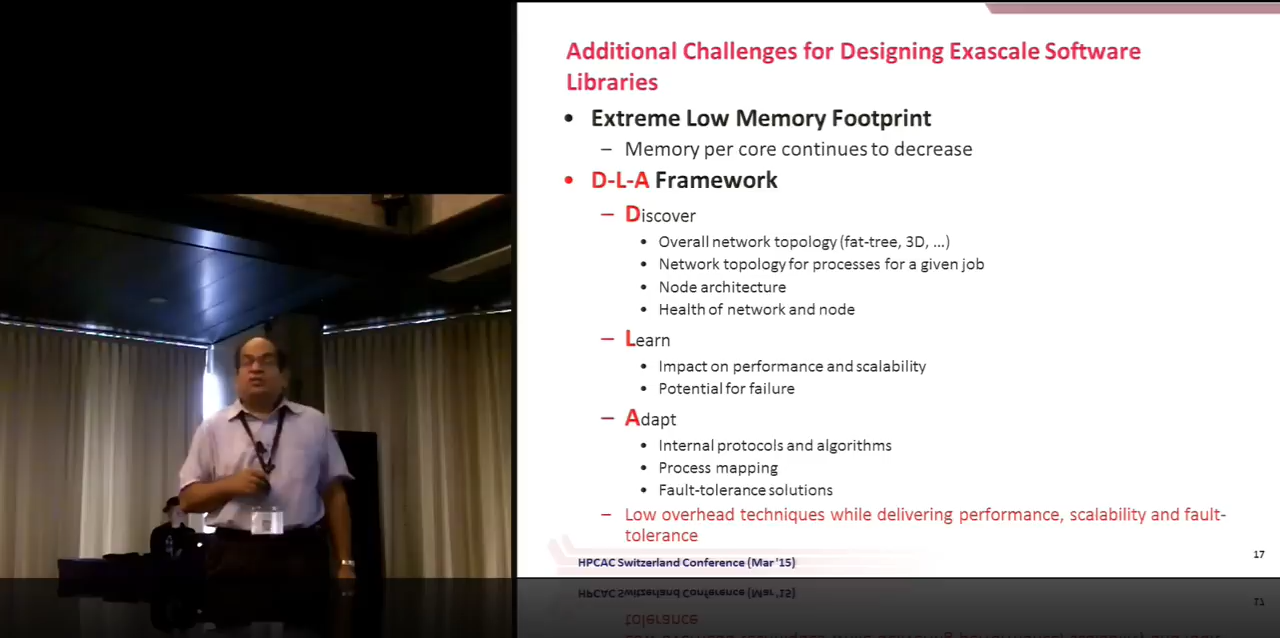 Additional Challenges for Designing Exascale Software
Libraries
• Extreme Low Memory Footprint
– Memory per core continues to decrease
• D-L-A Framework
– Discover
• Overall network topology (fat-tree, 3D, …)
• Network topology for processes for a given job
• Node architecture
• Health of network and node
– Learn
• Impact on performance and scalability
• Potential for failure
– Adapt
• Internal protocols and algorithms
• Process mapping
• Fault-tolerance solutions
– Low overhead techniques while delivering performance, scalability and fault-
tolerance
HPCAC Switzerland Conference (Mar '15)
17